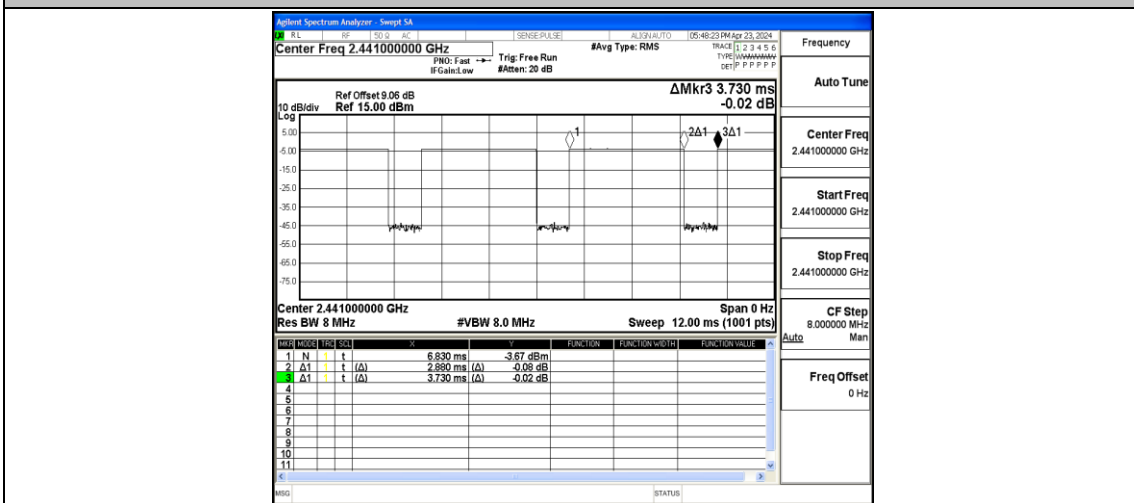 Agilent Spectrum Analyzer - Swept SA
RL RF 50 Ω AC SENSE:PULSE ALIGN AUTO 05:48:23 PM Apr 23, 2024
Center Freq 2.441000000 GHz
#Avg Type: RMS
TRACE 1 2 3 4 5 6
PNO: Fast
Trig: Free Run
TYPE
IFGain:Low
#Atten: 20 dB
DET P P P P P P
ΔMkr3 3.730 ms
-0.02 dB
Ref Offset 9.06 dB
10 dB/div Ref 15.00 dBm
Log
5.00
-5.00
-15.0
-25.0
-35.0
-45.0
-55.0
-65.0
-75.0
1
2Δ1
3Δ1
Center 2.441000000 GHz Span 0 Hz
Res BW 8 MHz #VBW 8.0 MHz Sweep 12.00 ms (1001 pts)
MKR MODE TRC SCL X Y FUNCTION FUNCTION WIDTH FUNCTION VALUE
1 N 1 t 6.830 ms -3.67 dBm
2 Δ1 1 t (Δ) 2.880 ms (Δ) -0.08 dB
3 Δ1 1 t (Δ) 3.730 ms (Δ) -0.02 dB
4
5
6
7
8
9
10
11
MSG STATUS
Frequency
Auto Tune
Center Freq
2.441000000 GHz
Start Freq
2.441000000 GHz
Stop Freq
2.441000000 GHz
CF Step
8.000000 MHz
Auto Man
Freq Offset
0 Hz